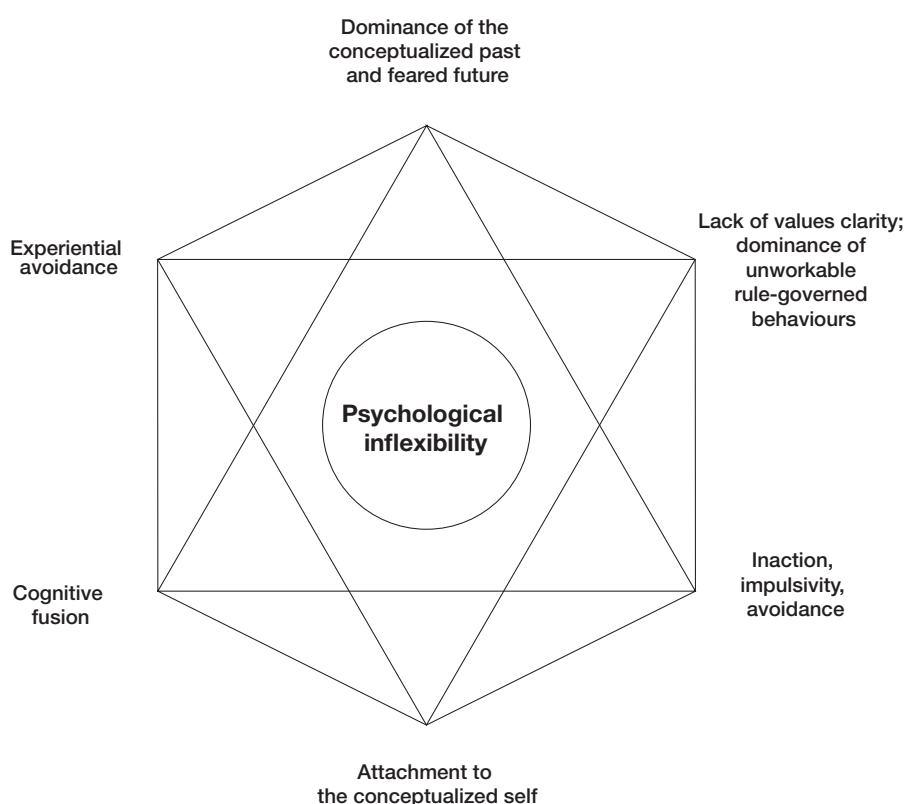 Dominance of the
conceptualized past
and feared future
Experiential
avoidance
Lack of values clarity;
dominance of
unworkable
rule-governed
behaviours
Psychological
inflexibility
Cognitive
fusion
Inaction,
impulsivity,
avoidance
Attachment to
the conceptualized self